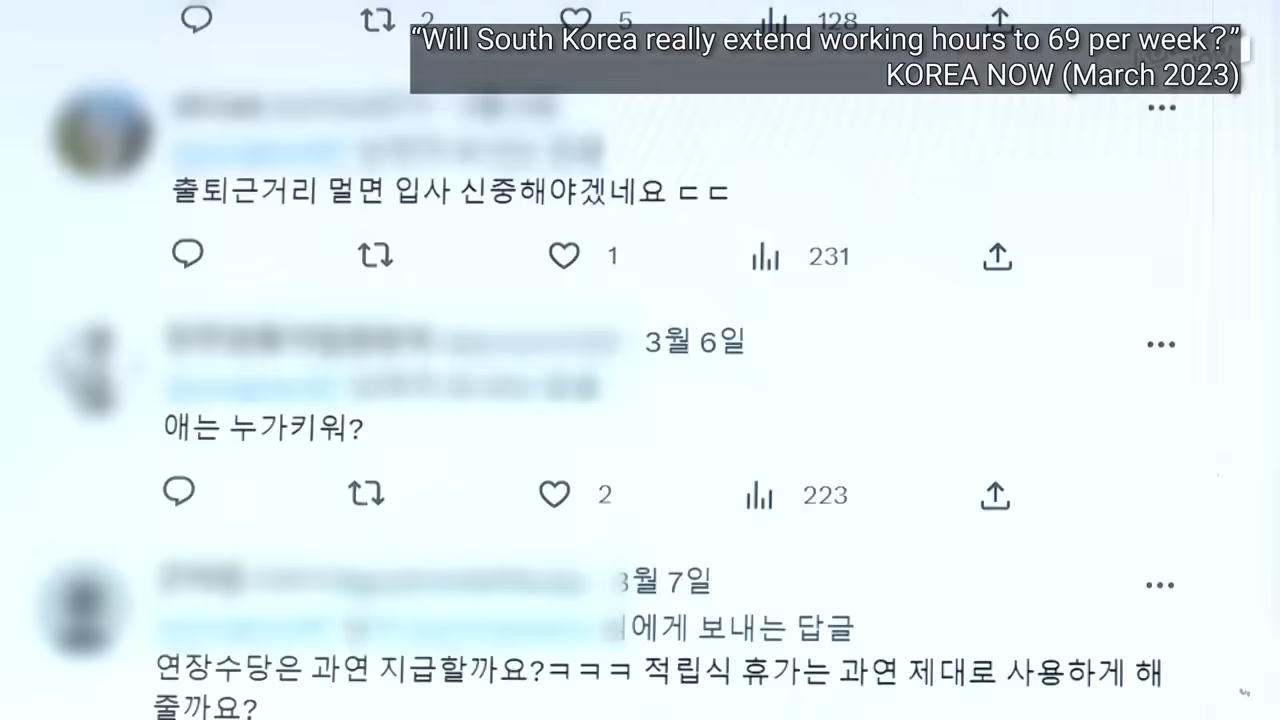 2 5 128
“Will South Korea really extend working hours to 69 per week?”
KOREA NOW (March 2023)
출퇴근거리 멀면 입사 신중해야겠네요 ㄷㄷ
1 231
3월 6일
애는 누가키워?
2 223
3월 7일
에게 보내는 답글
연장수당은 과연 지급할까요?ㅋㅋㅋ 적립식 휴가는 과연 제대로 사용하게 해
줄까요?